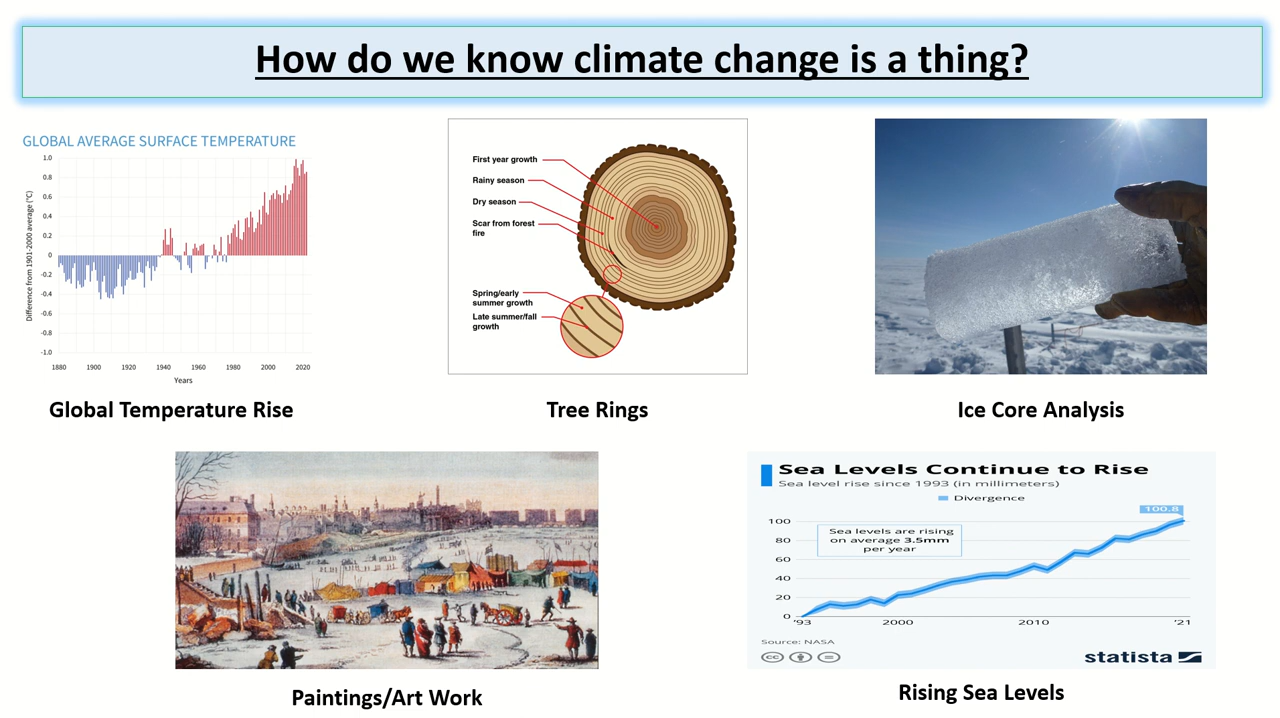 How do we know climate change is a thing?
GLOBAL AVERAGE SURFACE TEMPERATURE
Difference from 1901-2000 average (°C)
1.0
0.8
0.6
0.4
0.2
0
-0.2
-0.4
-0.6
-0.8
-1.0
1880 1900 1920 1940 1960 1980 2000 2020
Years
Global Temperature Rise
First year growth
Rainy season
Dry season
Scar from forest
fire
Spring/early
summer growth
Late summer/fall
growth
Tree Rings
Ice Core Analysis
Paintings/Art Work
Sea Levels Continue to Rise
Sea level rise since 1993 (in millimeters)
Divergence
100.8
Sea levels are rising
on average 3.5mm
per year
100
80
60
40
20
0
'93 2000 2010 '21
Source: NASA
cc
statista
Rising Sea Levels